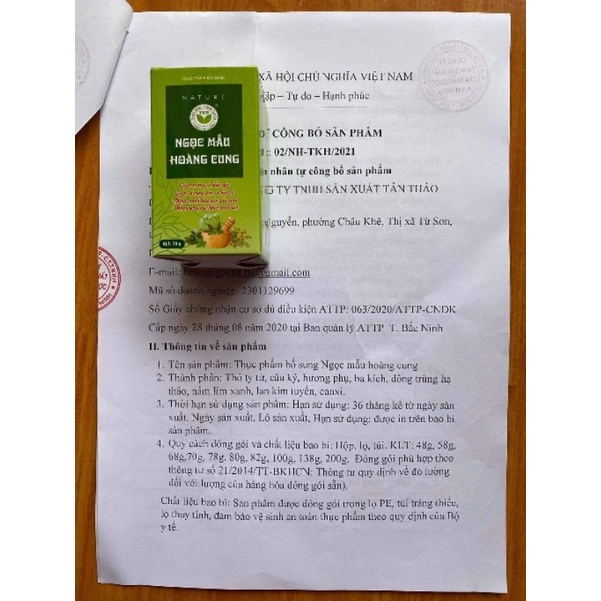 XÃ HỘI CHỦ NGHĨA VIỆT NAM
– Tự do – Hạnh phúc
CÔNG BỐ SẢN PHẨM
02/NH-TKH/2021
nhân tự công bố sản phẩm
TY TNHH SẢN XUẤT TÂN THẢO
phường Châu Khê, Thị xã Từ Sơn,
E-mail:
Mã số doanh nghiệp: 2301129699
Số Giấy chứng nhận cơ sở đủ điều kiện ATTP: 063/2020/ATTP-CNĐK
Cấp ngày 28 tháng 08 năm 2020 tại Ban quản lý ATTP T. Bắc Ninh
II. Thông tin về sản phẩm
1. Tên sản phẩm: Thực phẩm bổ sung Ngọc mẫu hoàng cung
2. Thành phần: Thỏ ty tử, câu kỷ, hương phụ, ba kích, đông trùng hạ
thảo, nấm lim xanh, lan kim tuyến, canxi.
3. Thời hạn sử dụng sản phẩm: Hạn sử dụng: 36 tháng kể từ ngày sản
xuất. Ngày sản xuất, Lô sản xuất, Hạn sử dụng: được in trên bao bì
sản phẩm.
4. Quy cách đóng gói và chất liệu bao bì: Hộp, lọ, túi. KLT: 48g, 58g,
68g,70g, 78g. 80g, 82g, 100g, 138g, 200g. Đóng gói phù hợp theo
thông tư số 21/2014/TT-BKHCN: Thông tư quy định về đo lường
đối với lượng của hàng hóa đóng gói sẵn).
Chất liệu bao bì: Sản phẩm được đóng gói trong lọ PE, túi tráng thiếc,
lọ thủy tinh, đảm bảo vệ sinh an toàn thực phẩm theo quy định của Bộ
y tế.
NATURE
NGỌC MẪU
HOÀNG CUNG